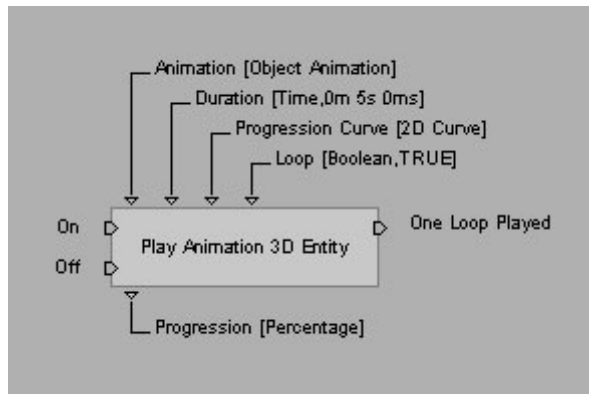 Animation [Object Animation]
Duration [Time,0m 5s 0ms]
Progression Curve [2D Curve]
Loop [Boolean,TRUE]
On
One Loop Played
Play Animation 3D Entity
Off
Progression [Percentage]